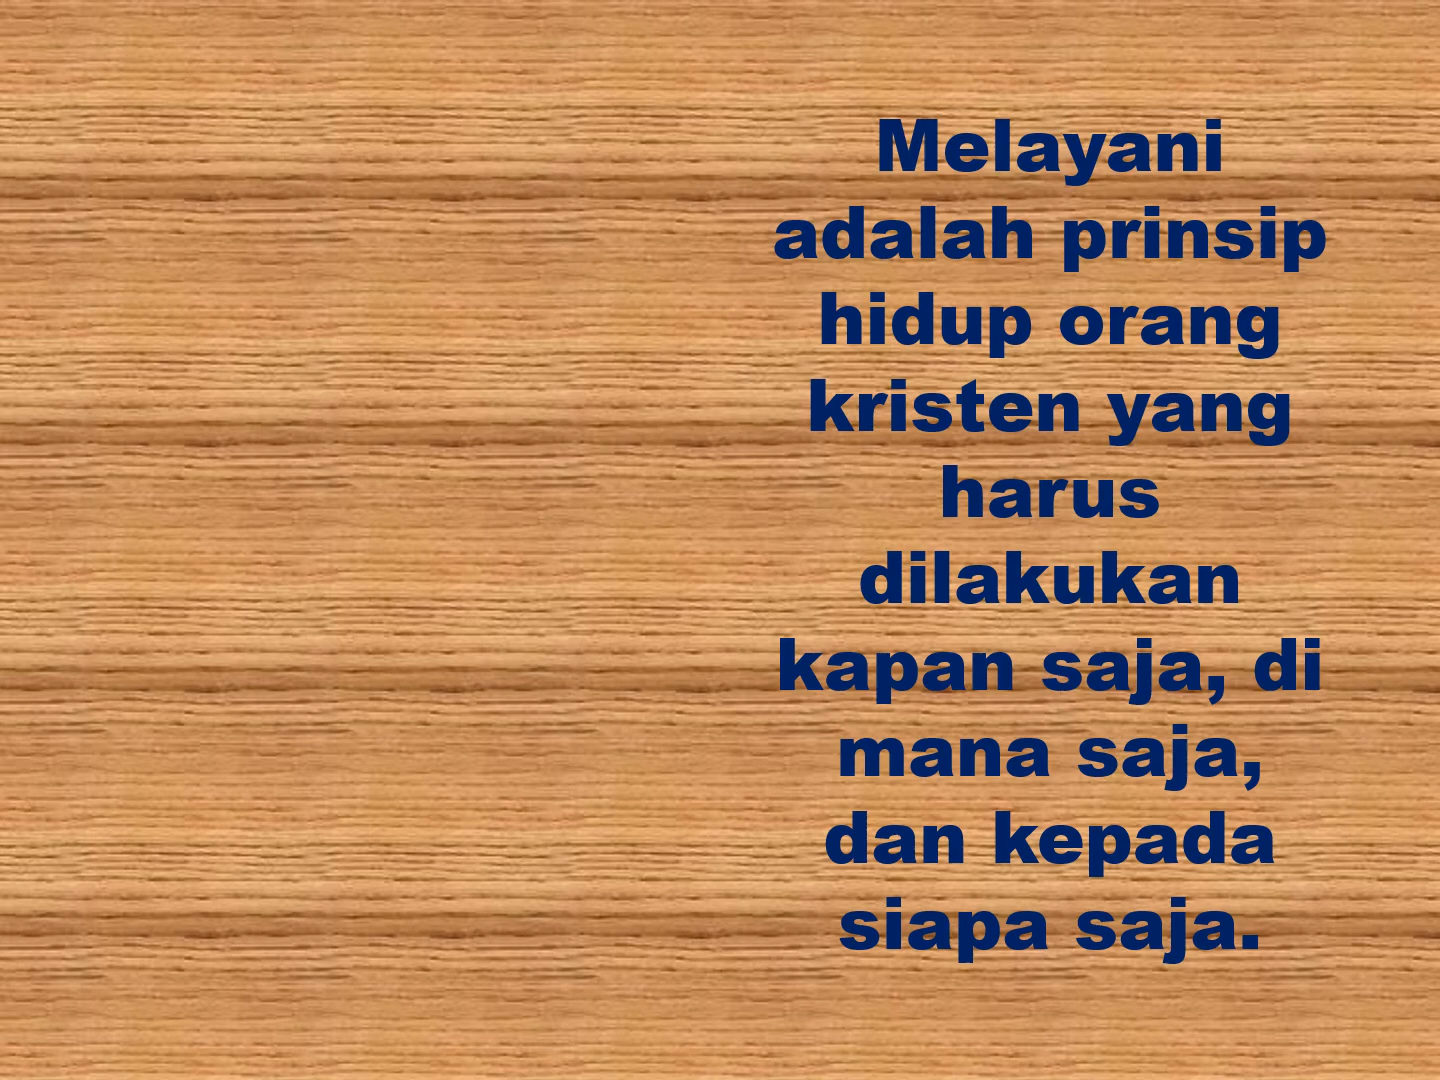 Melayani
adalah prinsip
hidup orang
kristen yang
harus
dilakukan
kapan saja, di
mana saja,
dan kepada
siapa saja.